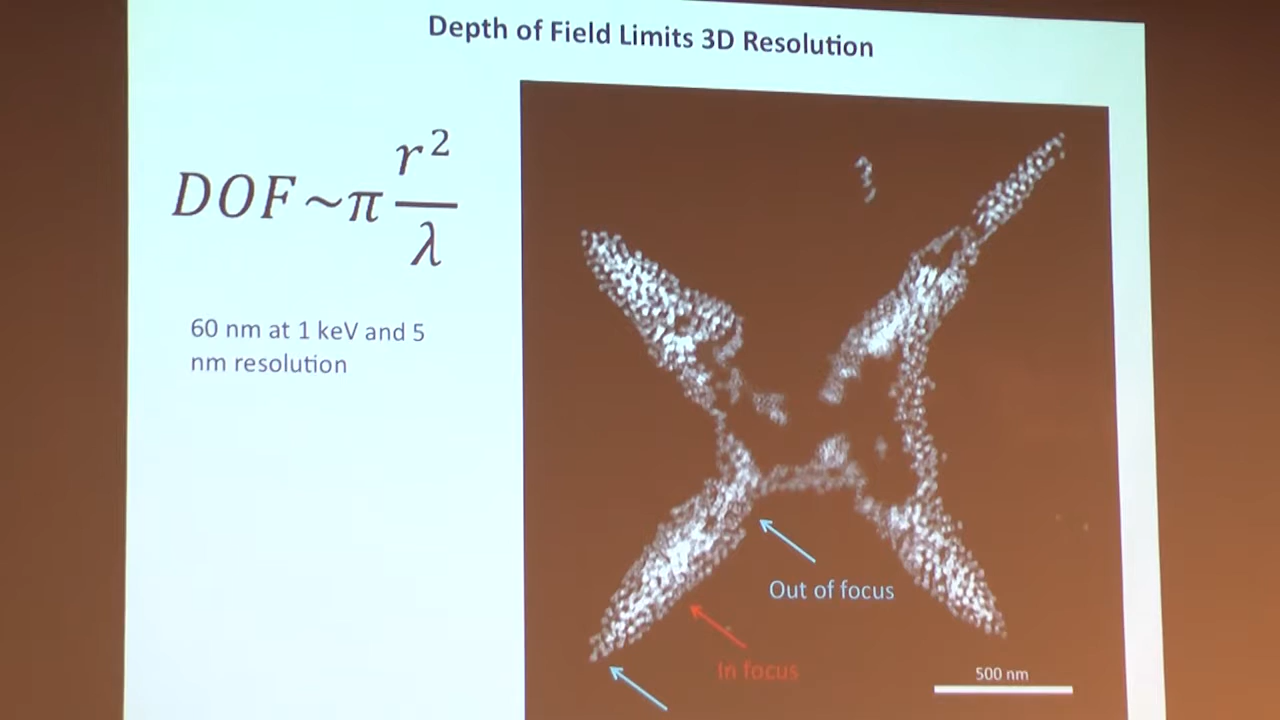 Depth of Field Limits 3D Resolution
DOF~π r²/λ
60 nm at 1 keV and 5
nm resolution
Out of focus
In focus
500 nm